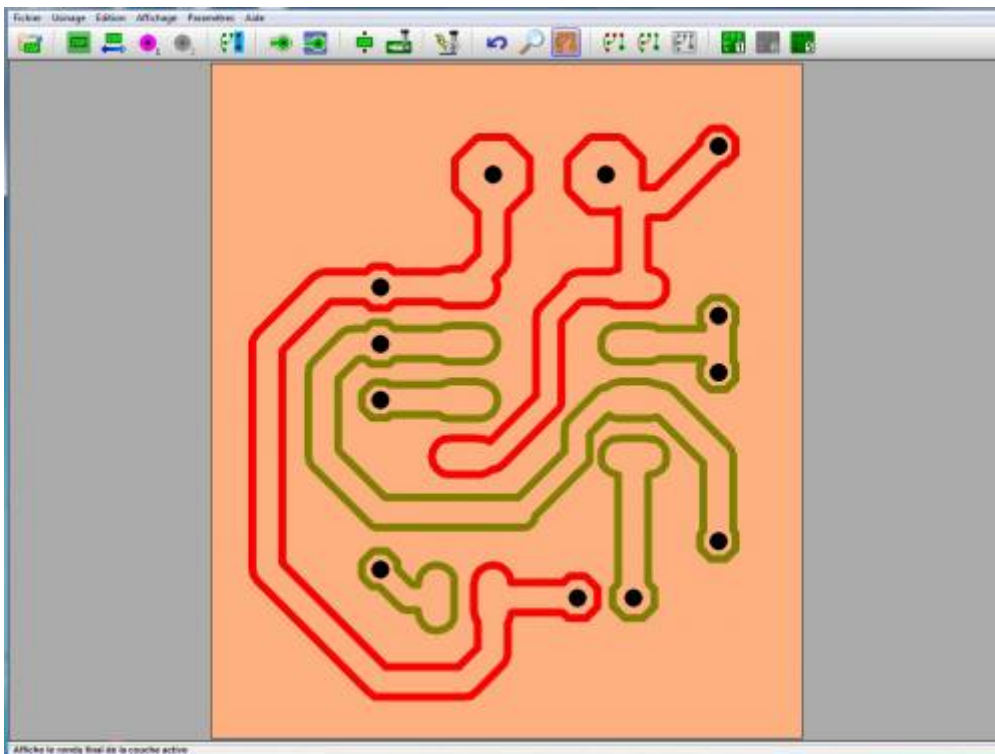 Fichier Usinage Edition Affichage Paramètres Aide
Affiche le rendu final de la couche active